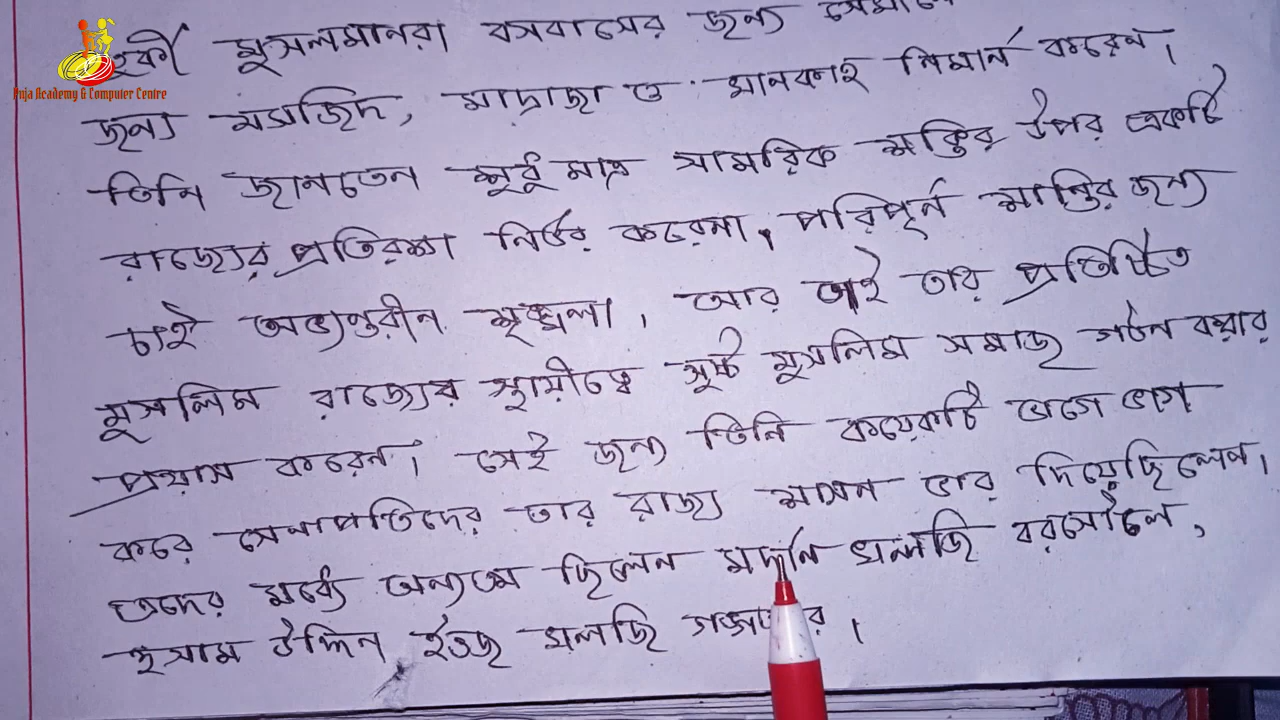 Puja Academy & Computer Centre
তুর্কী মুসলমানরা বসবাসের জন্য
জন্য মসজিদ, মাদ্রাছা ও খানকাহ নিমার্ন করেন।
তিনি জানতেন শুধু মাত্র সামরিক শক্তির উপর একটি
রাজ্যের প্রতিরক্ষা নির্ভর করেনা, পরিপূর্ন শান্তির জন্য
চাই অভ্যন্তরীন শৃঙ্খলা। আর তাই তার প্রতিষ্ঠিত
মুসলিম রাজ্যের স্থায়ীত্বে সুষ্ঠ মুসলিম সমাজ গঠন করার
প্রয়াস করেন। সেই জন্য তিনি কয়েকটি ভাগে ভাগ
করে সেনাপতিদের তার রাজ্য শাসন ভার দিয়েছিলেন।
তাদের মধ্যে অন্যতম ছিলেন মর্দান খলজি বরসৌলে,
হুসাম উদ্দিন ইওজ খলজি